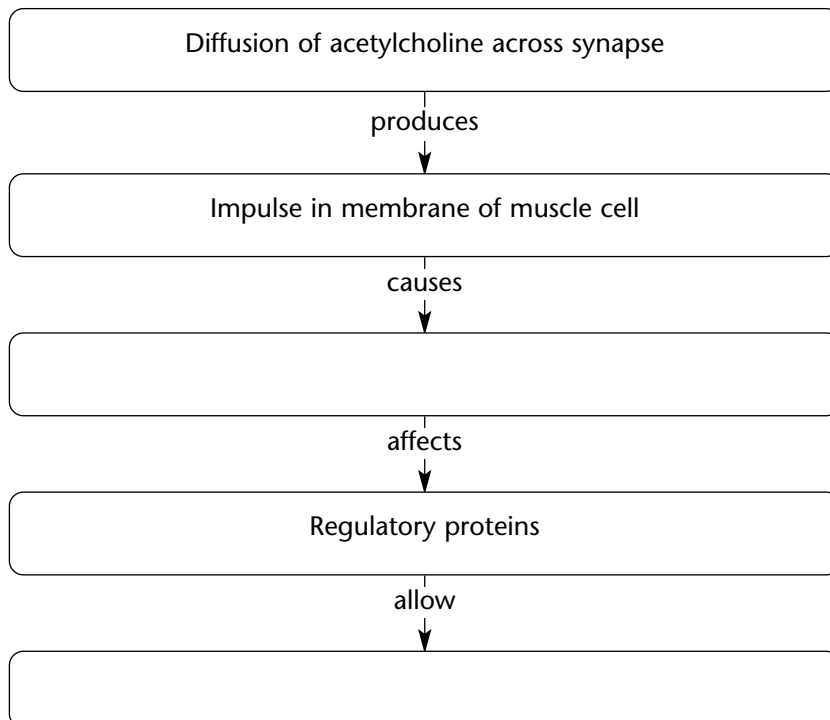 Diffusion of acetylcholine across synapse
produces
Impulse in membrane of muscle cell
causes
affects
Regulatory proteins
allow